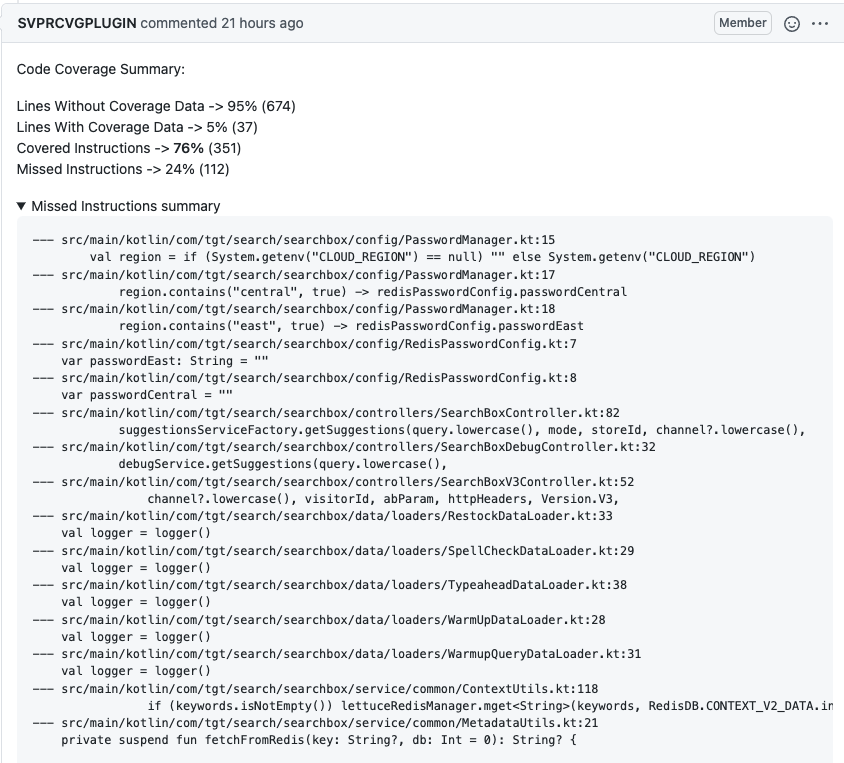 SVPRCVGPLUGIN commented 21 hours ago Member
Code Coverage Summary:
Lines Without Coverage Data -> 95% (674)
Lines With Coverage Data -> 5% (37)
Covered Instructions -> 76% (351)
Missed Instructions -> 24% (112)
▼ Missed Instructions summary
--- src/main/kotlin/com/tgt/search/searchbox/config/PasswordManager.kt:15
val region = if (System.getenv("CLOUD_REGION") == null) "" else System.getenv("CLOUD_REGION")
--- src/main/kotlin/com/tgt/search/searchbox/config/PasswordManager.kt:17
region.contains("central", true) -> redisPasswordConfig.passwordCentral
--- src/main/kotlin/com/tgt/search/searchbox/config/PasswordManager.kt:18
region.contains("east", true) -> redisPasswordConfig.passwordEast
--- src/main/kotlin/com/tgt/search/searchbox/config/RedisPasswordConfig.kt:7
var passwordEast: String = ""
--- src/main/kotlin/com/tgt/search/searchbox/config/RedisPasswordConfig.kt:8
var passwordCentral = ""
--- src/main/kotlin/com/tgt/search/searchbox/controllers/SearchBoxController.kt:82
suggestionsServiceFactory.getSuggestions(query.lowercase(), mode, storeId, channel?.lowercase(),
--- src/main/kotlin/com/tgt/search/searchbox/controllers/SearchBoxDebugController.kt:32
debugService.getSuggestions(query.lowercase(),
--- src/main/kotlin/com/tgt/search/searchbox/controllers/SearchBoxV3Controller.kt:52
channel?.lowercase(), visitorId, abParam, httpHeaders, Version.V3,
--- src/main/kotlin/com/tgt/search/searchbox/data/loaders/RestockDataLoader.kt:33
val logger = logger()
--- src/main/kotlin/com/tgt/search/searchbox/data/loaders/SpellCheckDataLoader.kt:29
val logger = logger()
--- src/main/kotlin/com/tgt/search/searchbox/data/loaders/TypeaheadDataLoader.kt:38
val logger = logger()
--- src/main/kotlin/com/tgt/search/searchbox/data/loaders/WarmUpDataLoader.kt:28
val logger = logger()
--- src/main/kotlin/com/tgt/search/searchbox/data/loaders/WarmupQueryDataLoader.kt:31
val logger = logger()
--- src/main/kotlin/com/tgt/search/searchbox/service/common/ContextUtils.kt:118
if (keywords.isNotEmpty()) lettuceRedisManager.mget<String>(keywords, RedisDB.CONTEXT_V2_DATA.in
--- src/main/kotlin/com/tgt/search/searchbox/service/common/MetadataUtils.kt:21
private suspend fun fetchFromRedis(key: String?, db: Int = 0): String? {